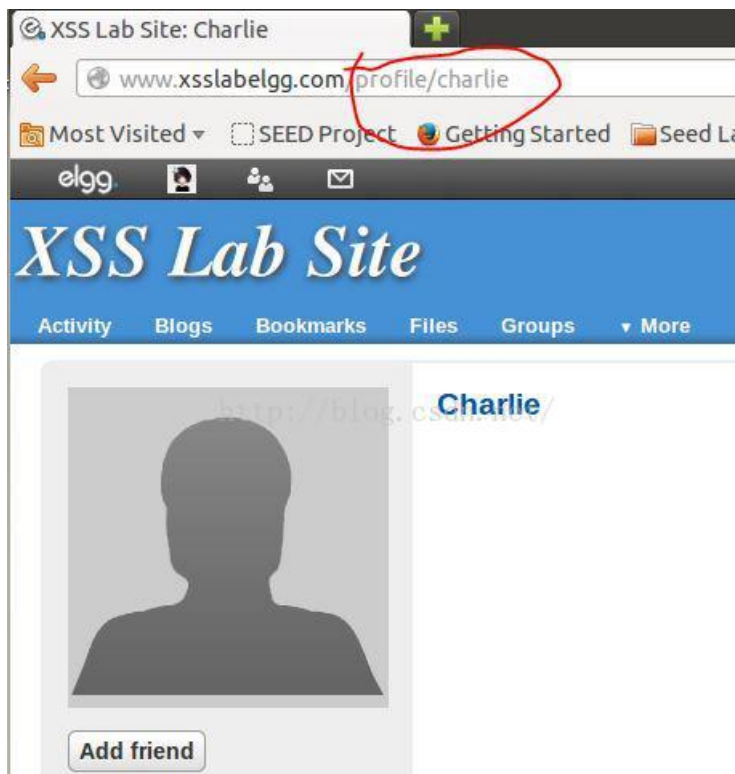 XSS Lab Site: Charlie
www.xsslabelgg.com/profile/charlie
Most Visited SEED Project Getting Started Seed La
elgg.
XSS Lab Site
Activity Blogs Bookmarks Files Groups More
Charlie
http://blog.csdn.net/
Add friend